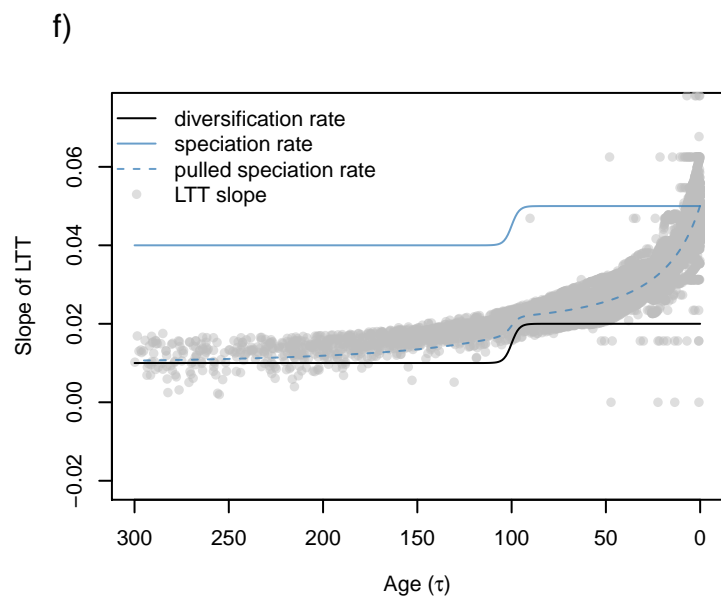 f)
diversification rate
speciation rate
pulled speciation rate
LTT slope
Slope of LTT
0.06
0.04
0.02
0.00
−0.02
300 250 200 150 100 50 0
Age (τ)